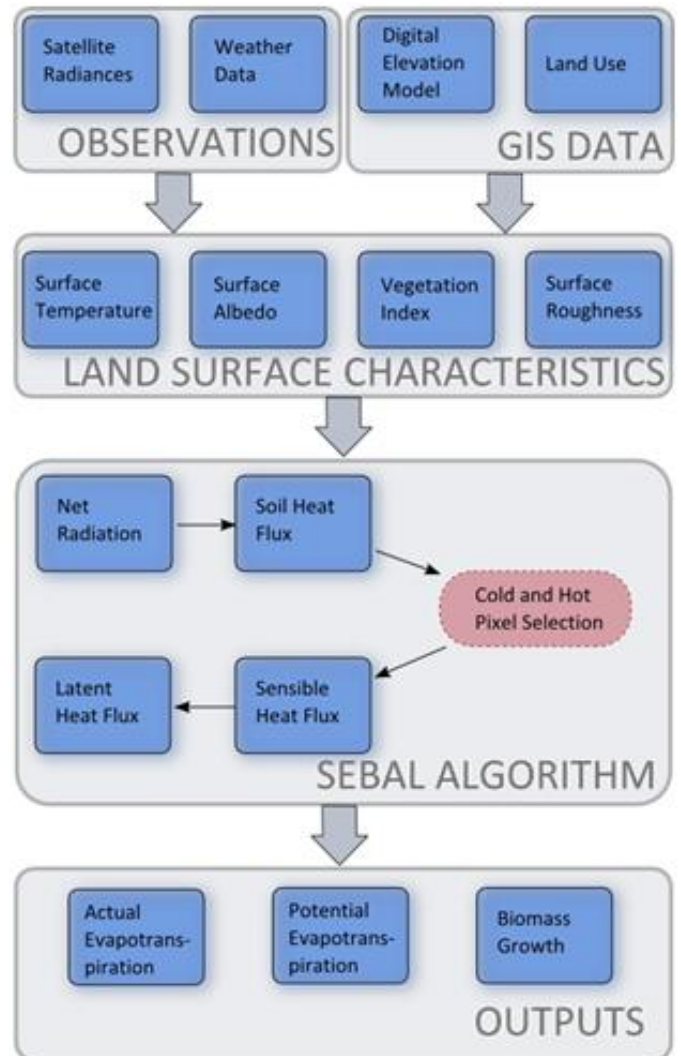 Satellite
Radiances
Weather
Data
OBSERVATIONS
Digital
Elevation
Model
Land Use
GIS DATA
Surface
Temperature
Surface
Albedo
Vegetation
Index
Surface
Roughness
LAND SURFACE CHARACTERISTICS
Net
Radiation
Soil Heat
Flux
Cold and Hot
Pixel Selection
Latent
Heat Flux
Sensible
Heat Flux
SEBAL ALGORITHM
Actual
Evapotrans-
piration
Potential
Evapotrans-
piration
Biomass
Growth
OUTPUTS